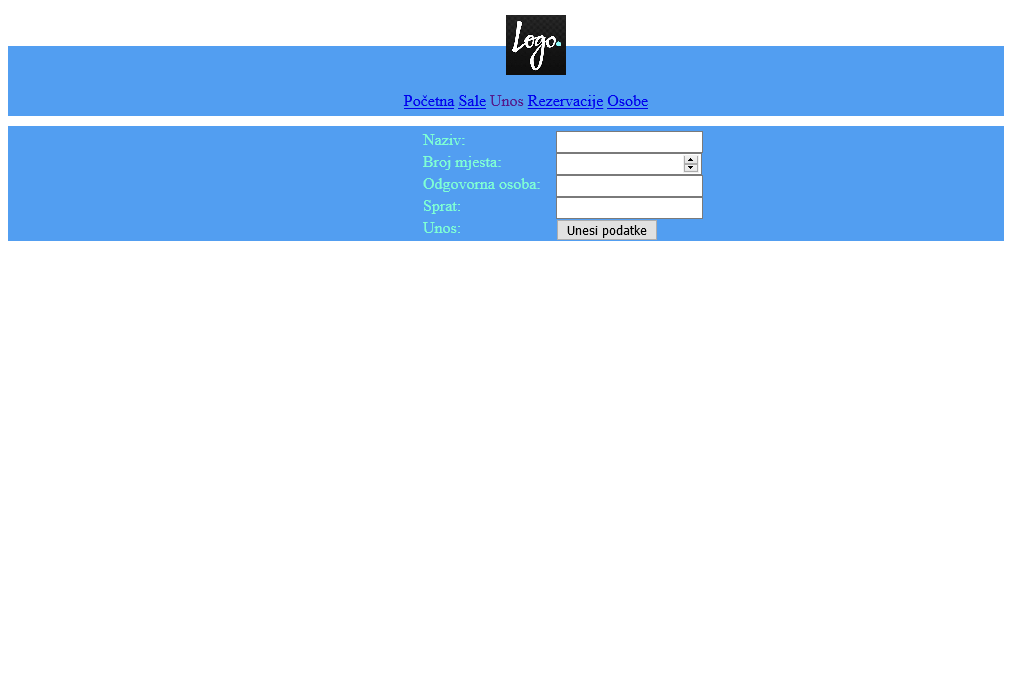 Logo.
Početna Sale Unos Rezervacije Osobe
Naziv:
Broj mjesta:
Odgovorna osoba:
Sprat:
Unos: Unesi podatke